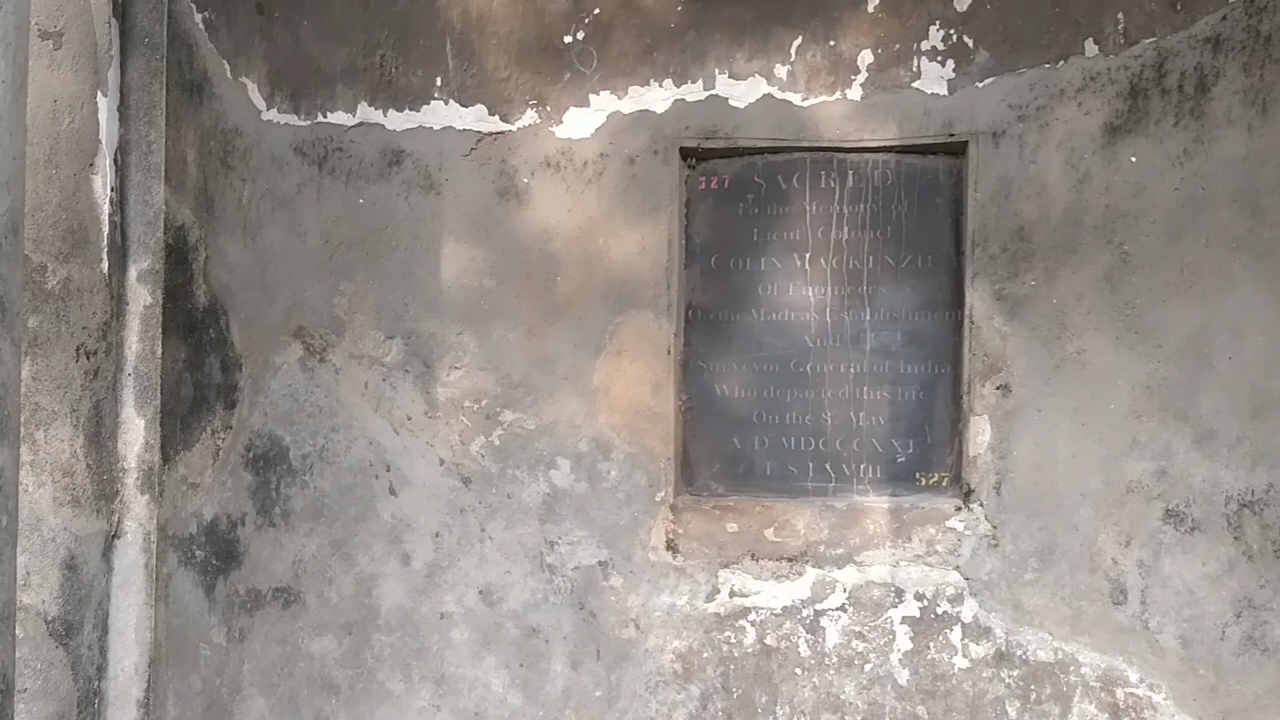 527 SACRED
To the Memory of
Lieut Colonel
COLIN MACKENZIE
Of Engineers
On the Madras Establishment
And
Surveyor General of India
Who departed this life
On the 8. May
A D MDCCCXXI
527